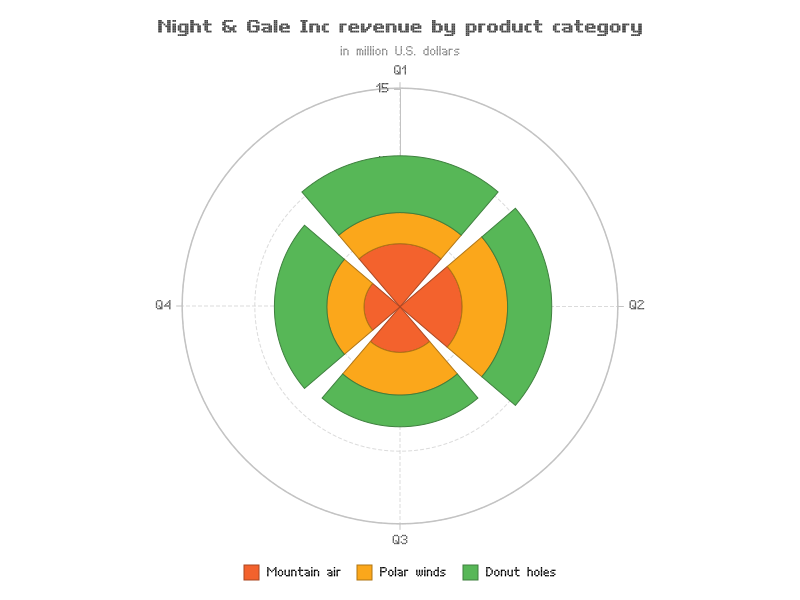 Night & Gale Inc revenue by product category
in million U.S. dollars
Q1
15
Q4
Q2
Q3
Mountain air Polar winds Donut holes